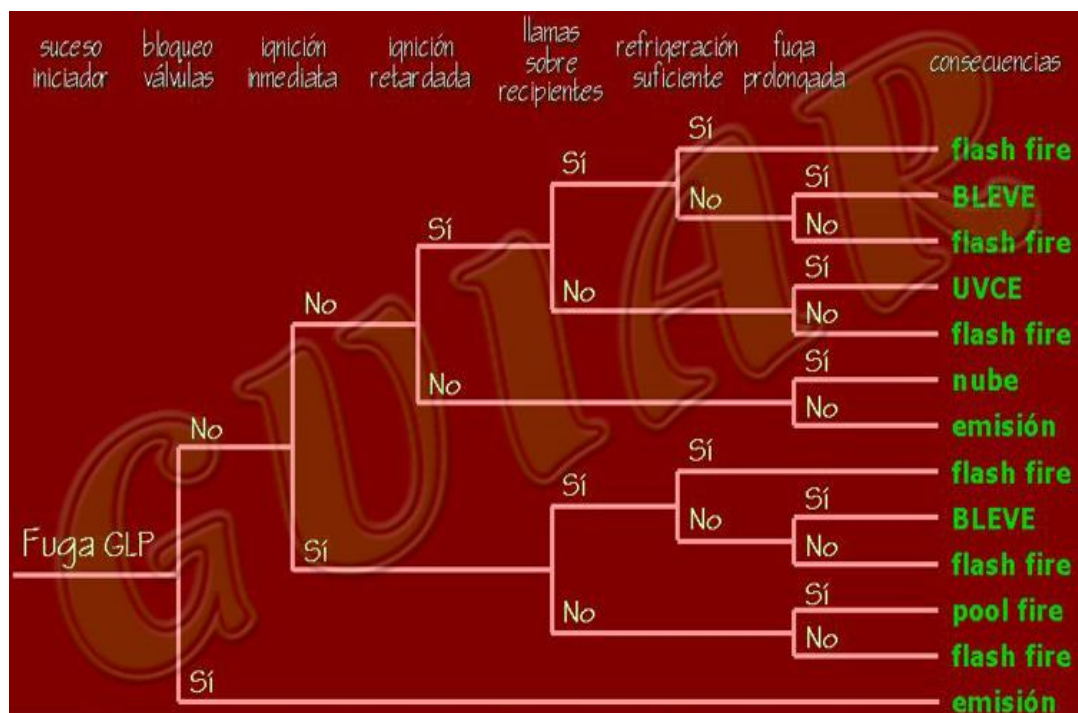 suceso
iniciador
bloqueo
válvulas
ignición
inmediata
ignición
retardada
llamas
sobre
recipientes
refrigeración
suficiente
fuga
prolongada
consecuencias
Sí
flash fire
Sí
Sí
BLEVE
No
No
flash fire
Sí
Sí
UVCE
No
No
flash fire
No
Sí
nube
No
No
emisión
No
Sí
flash fire
Sí
Sí
BLEVE
No
Fuga GLP
Sí
No
flash fire
Sí
pool fire
No
No
flash fire
Sí
emisión
GUIAR